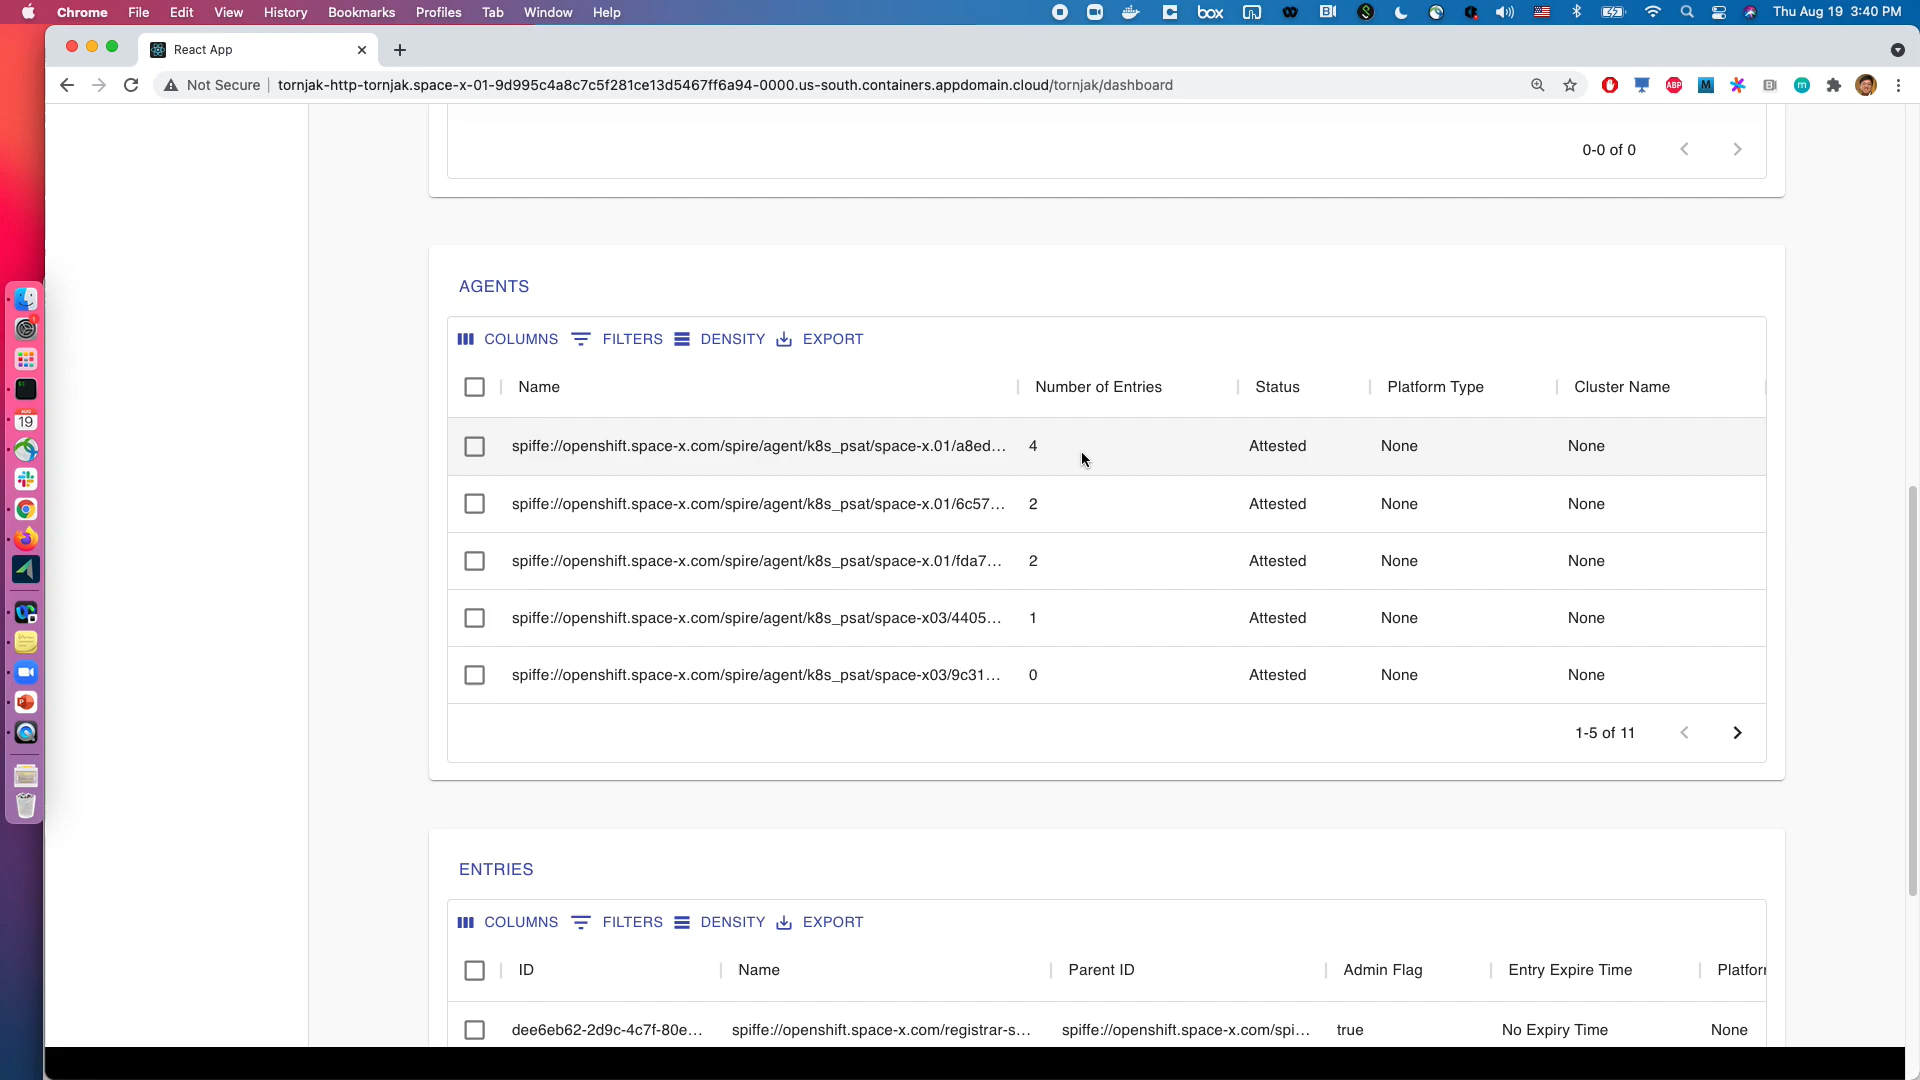 Chrome File Edit View History Bookmarks Profiles Tab Window Help box Thu Aug 19 3:40 PM
React App
Not Secure tornjak-http-tornjak.space-x-01-9d995c4a8c7c5f281ce13d5467ff6a94-0000.us-south.containers.appdomain.cloud/tornjak/dashboard
0-0 of 0
AGENTS
COLUMNS FILTERS DENSITY EXPORT
Name Number of Entries Status Platform Type Cluster Name
spiffe://openshift.space-x.com/spire/agent/k8s_psat/space-x.01/a8ed... 4 Attested None None
spiffe://openshift.space-x.com/spire/agent/k8s_psat/space-x.01/6c57... 2 Attested None None
spiffe://openshift.space-x.com/spire/agent/k8s_psat/space-x.01/fda7... 2 Attested None None
spiffe://openshift.space-x.com/spire/agent/k8s_psat/space-x03/4405... 1 Attested None None
spiffe://openshift.space-x.com/spire/agent/k8s_psat/space-x03/9c31... 0 Attested None None
1-5 of 11
ENTRIES
COLUMNS FILTERS DENSITY EXPORT
ID Name Parent ID Admin Flag Entry Expire Time Platfor
dee6eb62-2d9c-4c7f-80e... spiffe://openshift.space-x.com/registrar-s... spiffe://openshift.space-x.com/spi... true No Expiry Time None